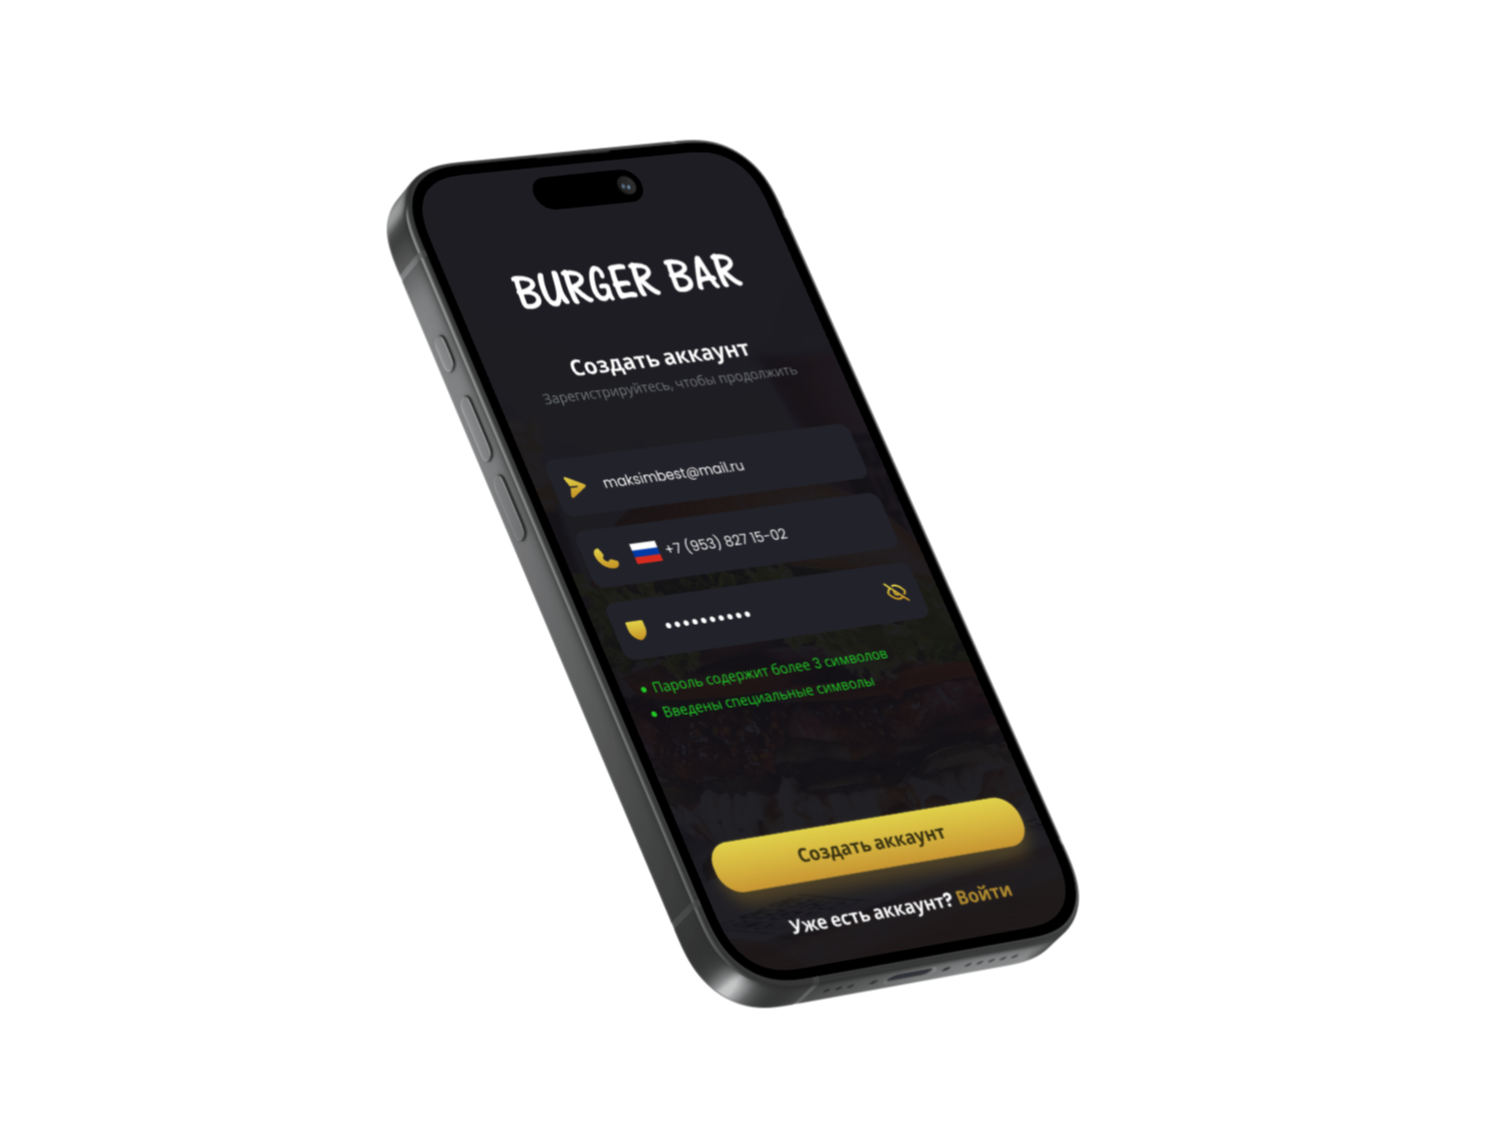 BURGER BAR
Создать аккаунт
Зарегистрируйтесь, чтобы продолжить
maksimbest@mail.ru
+7 (953) 827 15-02
••••••••••
• Пароль содержит более 3 символов
• Введены специальные символы
Создать аккаунт
Уже есть аккаунт? Войти